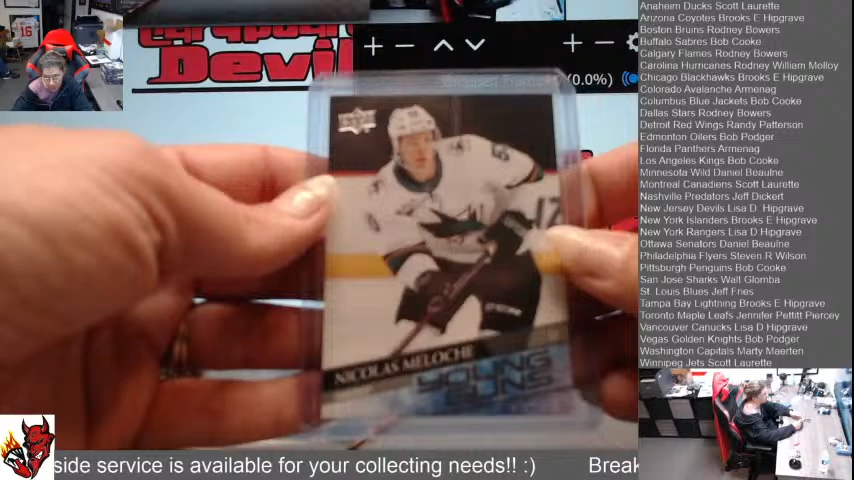 Cardboard
Devil
(0.0%)
NICOLAS MELOCHE
YOUNG
GUNS
CCM
16
Anaheim Ducks Scott Laurette
Arizona Coyotes Brooks E Hipgrave
Boston Bruins Rodney Bowers
Buffalo Sabres Bob Cooke
Calgary Flames Rodney Bowers
Carolina Hurricanes Rodney William Molloy
Chicago Blackhawks Brooks E Hipgrave
Colorado Avalanche Armenag
Columbus Blue Jackets Bob Cooke
Dallas Stars Rodney Bowers
Detroit Red Wings Randy Patterson
Edmonton Oilers Bob Podger
Florida Panthers Armenag
Los Angeles Kings Bob Cooke
Minnesota Wild Daniel Beaulne
Montreal Canadiens Scott Laurette
Nashville Predators Jeff Dickert
New Jersey Devils Lisa D Hipgrave
New York Islanders Brooks E Hipgrave
New York Rangers Lisa D Hipgrave
Ottawa Senators Daniel Beaulne
Philadelphia Flyers Steven R Wilson
Pittsburgh Penguins Bob Cooke
San Jose Sharks Walt Glomba
St. Louis Blues Jeff Fries
Tampa Bay Lightning Brooks E Hipgrave
Toronto Maple Leafs Jennifer Pettitt Piercey
Vancouver Canucks Lisa D Hipgrave
Vegas Golden Knights Bob Podger
Washington Capitals Marty Maerten
Winnipeg Jets Scott Laurette
side service is available for your collecting needs!! :) Break